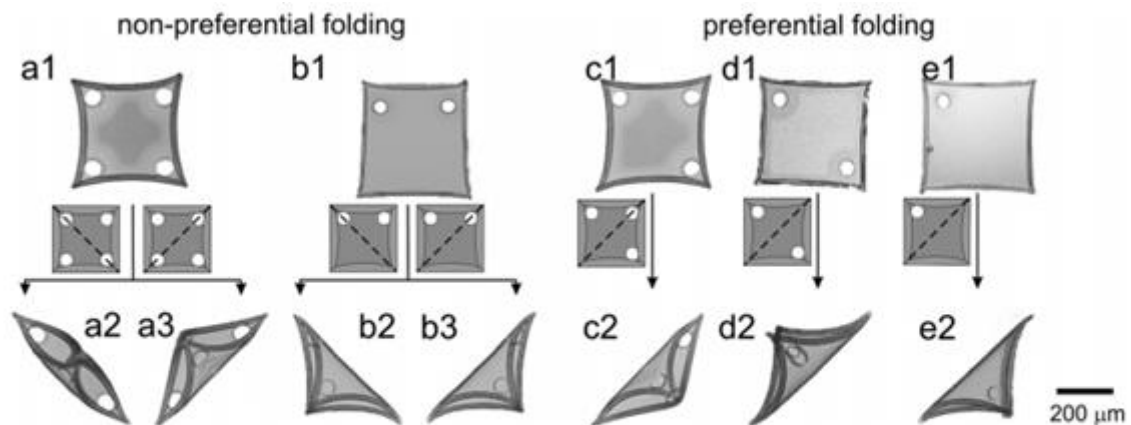 non-preferential folding
preferential folding
a1
b1
c1
d1
e1
a2
a3
b2
b3
c2
d2
e2
200 μm